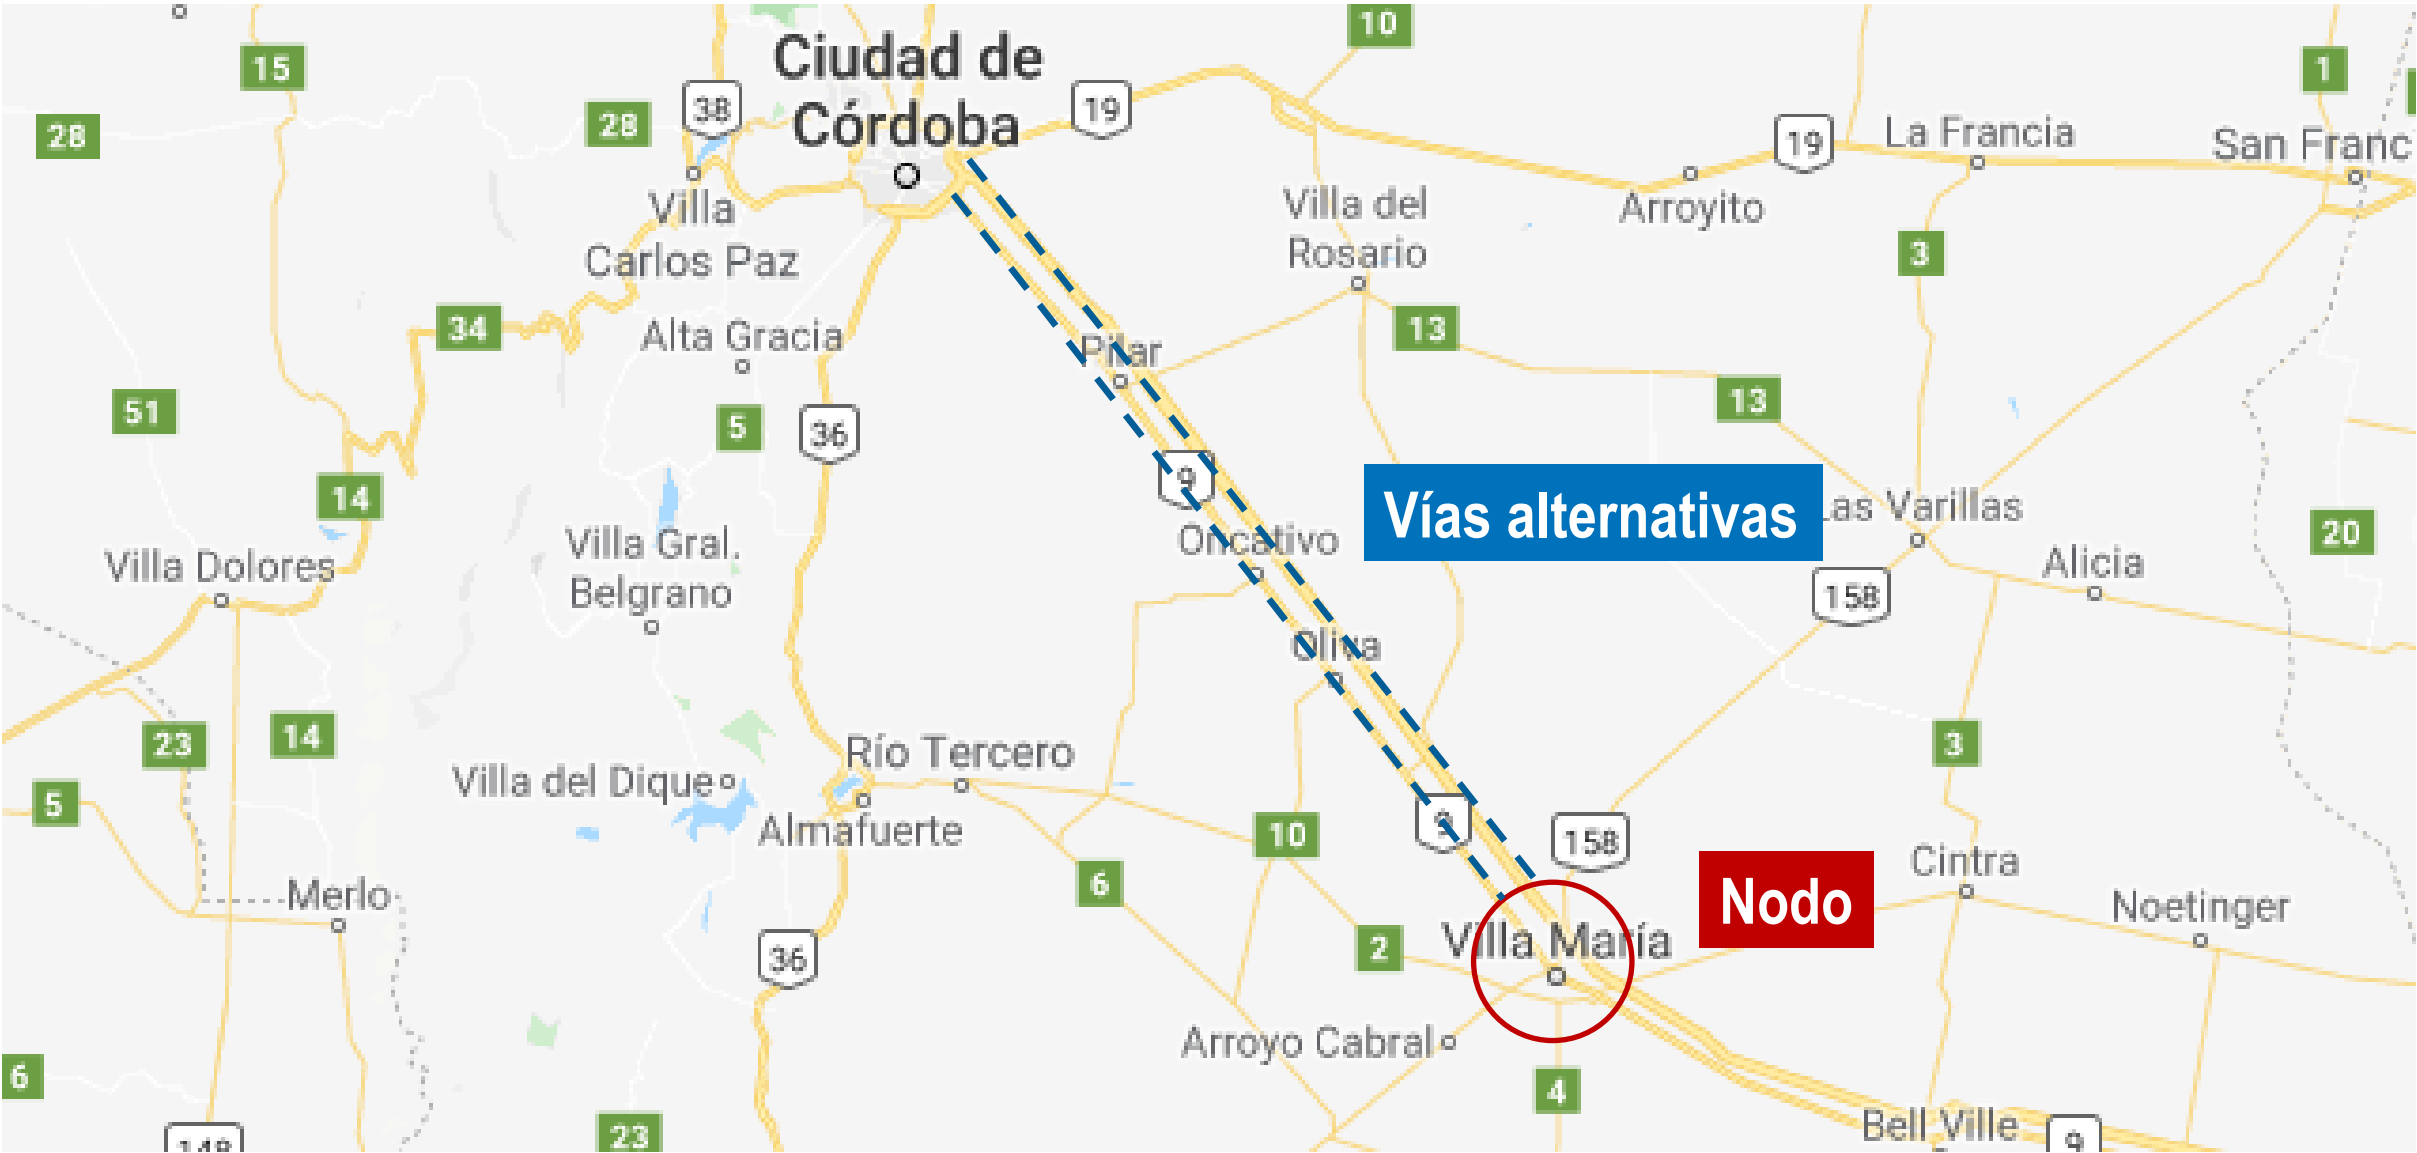 10
Ciudad de
Córdoba
15
1
28
28
38
19
19
La Francia
San Franc
Villa
Carlos Paz
Villa del
Rosario
Arroyito
3
34
Alta Gracia
Pilar
13
51
5
36
13
14
9
Vías alternativas
as Varillas
Oncativo
20
Villa Dolores
Villa Gral.
Belgrano
158
Alicia
Oliva
23
14
Río Tercero
3
Villa del Dique
5
Almafuerte
10
9
158
Cintra
Merlo
6
Nodo
Noetinger
36
2
Villa María
Arroyo Cabral
6
4
23
Bell Ville
148
9